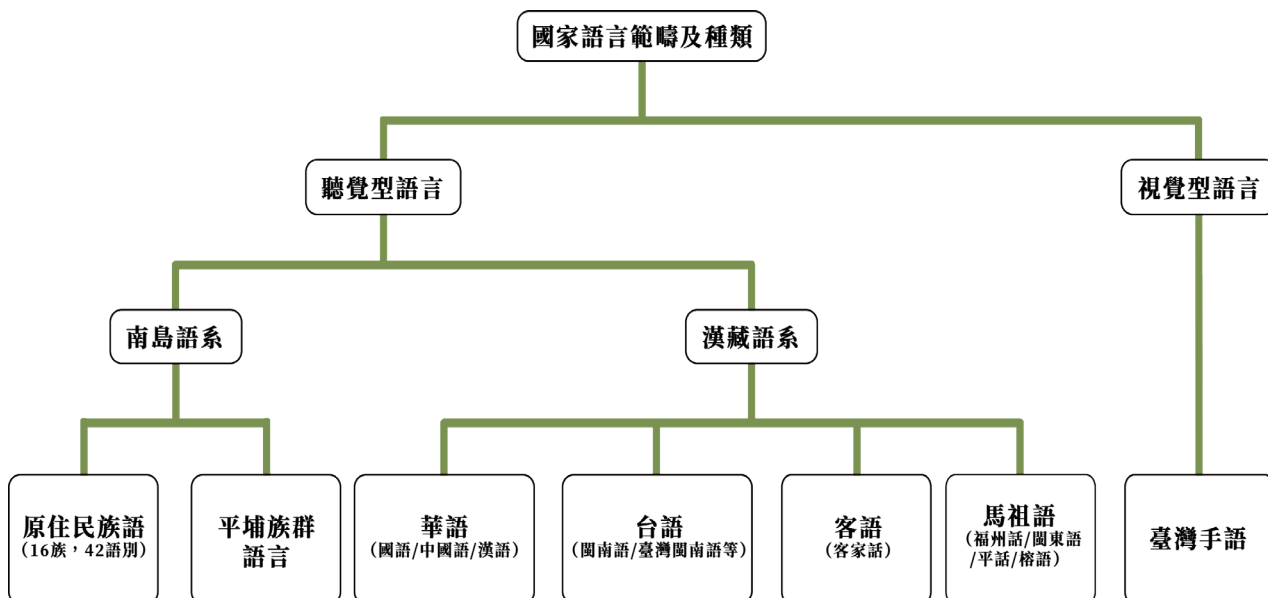 國家語言範疇及種類
聽覺型語言
視覺型語言
南島語系
漢藏語系
原住民族語
（16族，42語別）
平埔族群
語言
華語
（國語/中國語/漢語）
台語
（閩南語/臺灣閩南語等）
客語
（客家話）
馬祖語
（福州話/閩東語
/平話/榕語）
臺灣手語